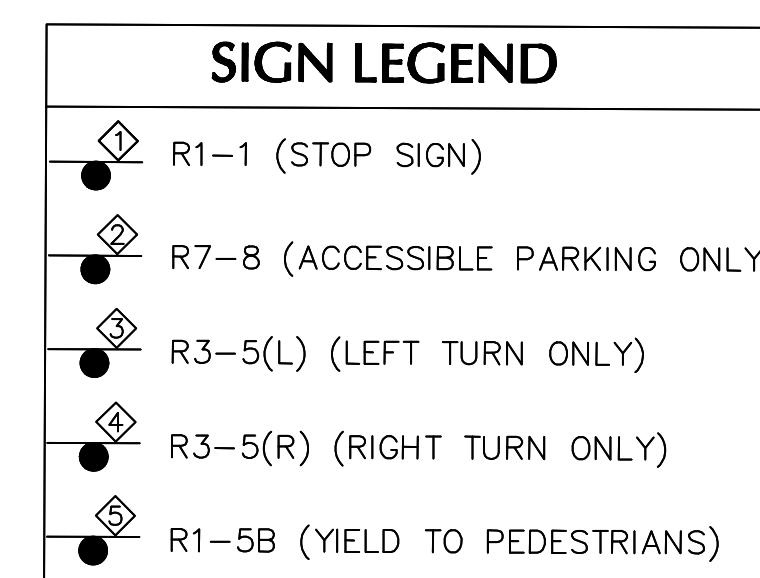 SIGN LEGEND
1 R1-1 (STOP SIGN)
2 R7-8 (ACCESSIBLE PARKING ONLY
3 R3-5(L) (LEFT TURN ONLY)
4 R3-5(R) (RIGHT TURN ONLY)
5 R1-5B (YIELD TO PEDESTRIANS)